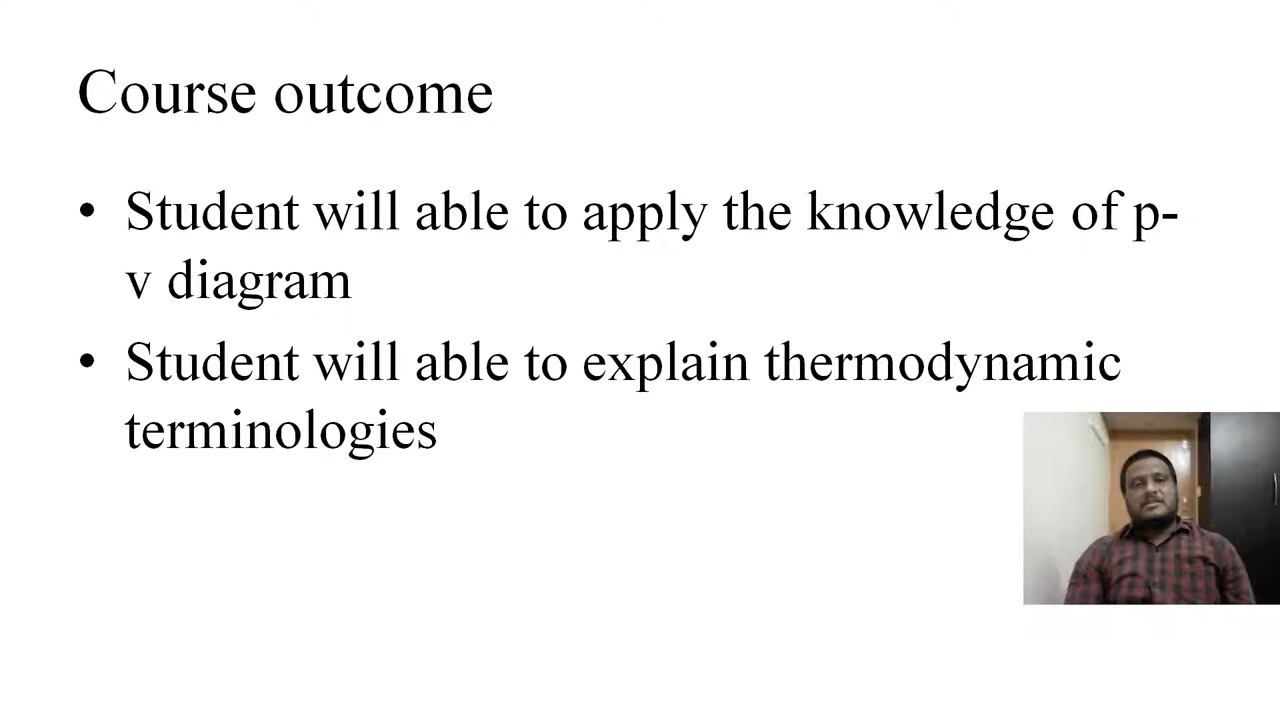 Course outcome
• Student will able to apply the knowledge of p-
v diagram
• Student will able to explain thermodynamic
terminologies